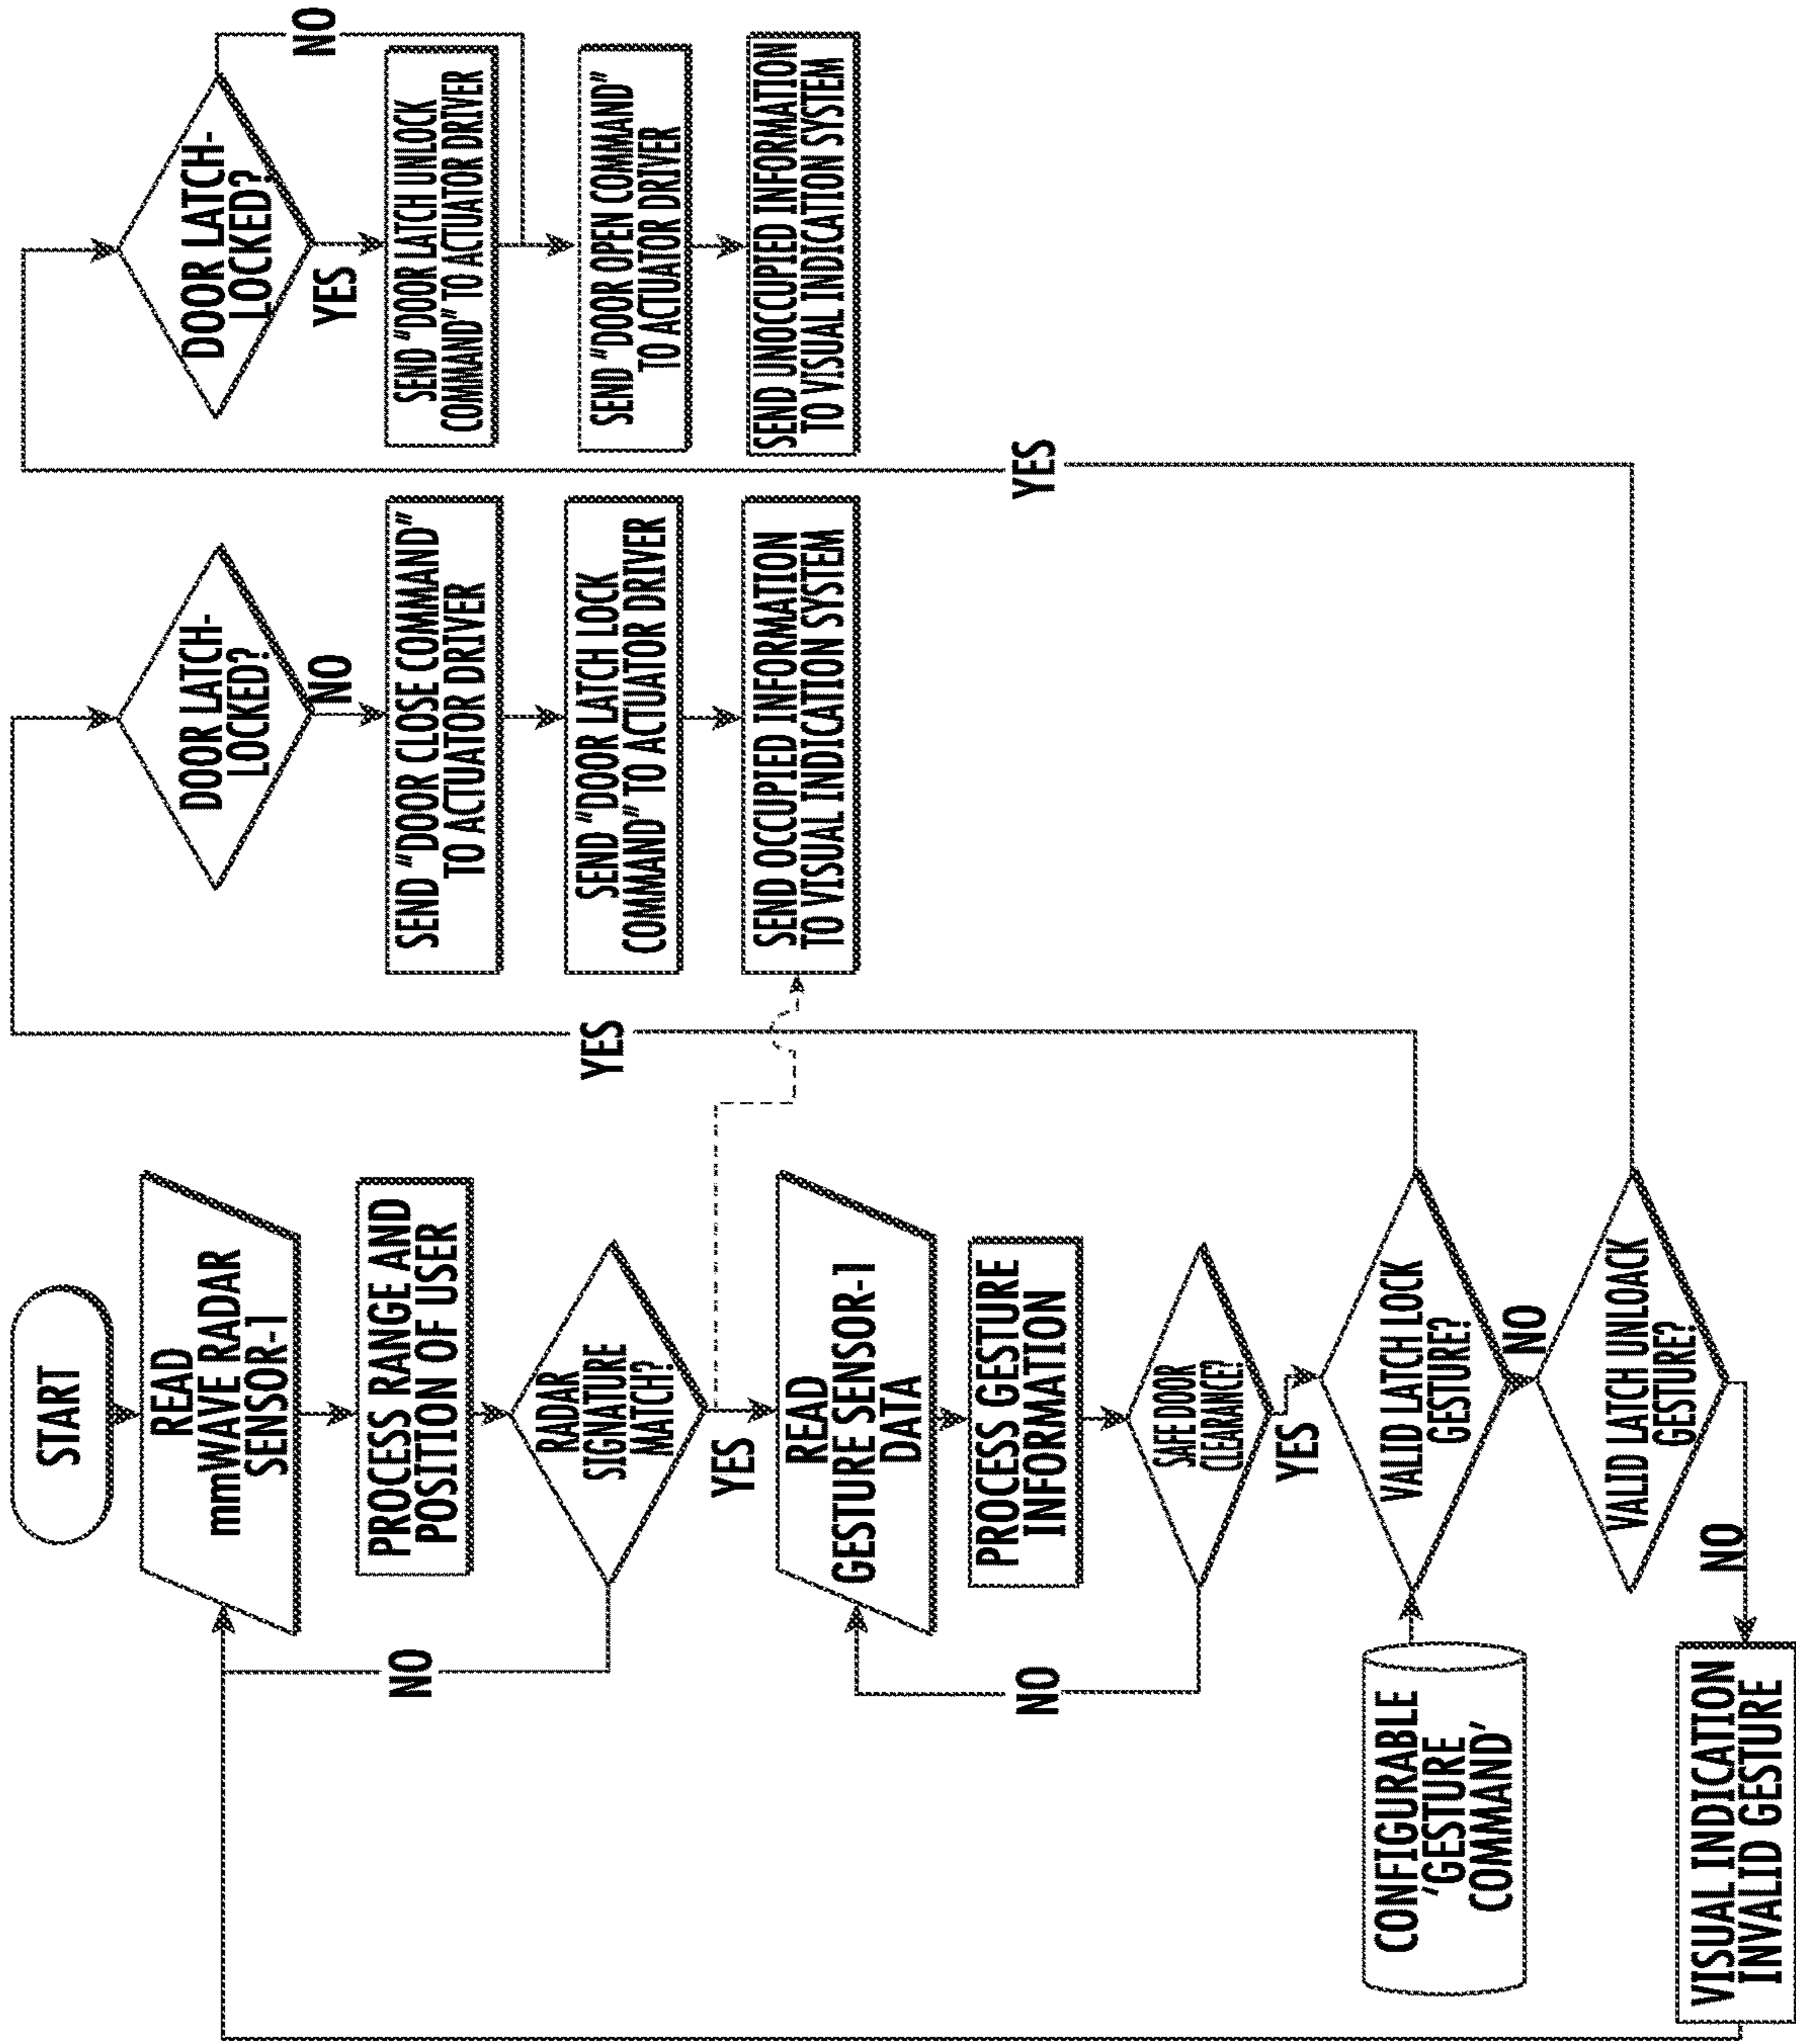 START
READ
mmWAVE RADAR
SENSOR-1
PROCESS RANGE AND
POSITION OF USER
RADAR
SIGNATURE
MATCH?
NO
YES
READ
GESTURE SENSOR-1
DATA
PROCESS GESTURE
INFORMATION
SAFE DOOR
CLEARANCE?
NO
YES
CONFIGURABLE
'GESTURE
COMMAND'
VALID LATCH LOCK
GESTURE?
YES
NO
VALID LATCH UNLOACK
GESTURE?
YES
NO
VISUAL INDICATION
INVALID GESTURE
DOOR LATCH-
LOCKED?
NO
SEND "DOOR CLOSE COMMAND"
TO ACTUATOR DRIVER
SEND "DOOR LATCH LOCK
COMMAND" TO ACTUATOR DRIVER
SEND OCCUPIED INFORMATION
TO VISUAL INDICATION SYSTEM
DOOR LATCH-
LOCKED?
NO
YES
SEND "DOOR LATCH UNLOCK
COMMAND" TO ACTUATOR DRIVER
SEND "DOOR OPEN COMMAND"
TO ACTUATOR DRIVER
SEND UNOCCUPIED INFORMATION
TO VISUAL INDICATION SYSTEM